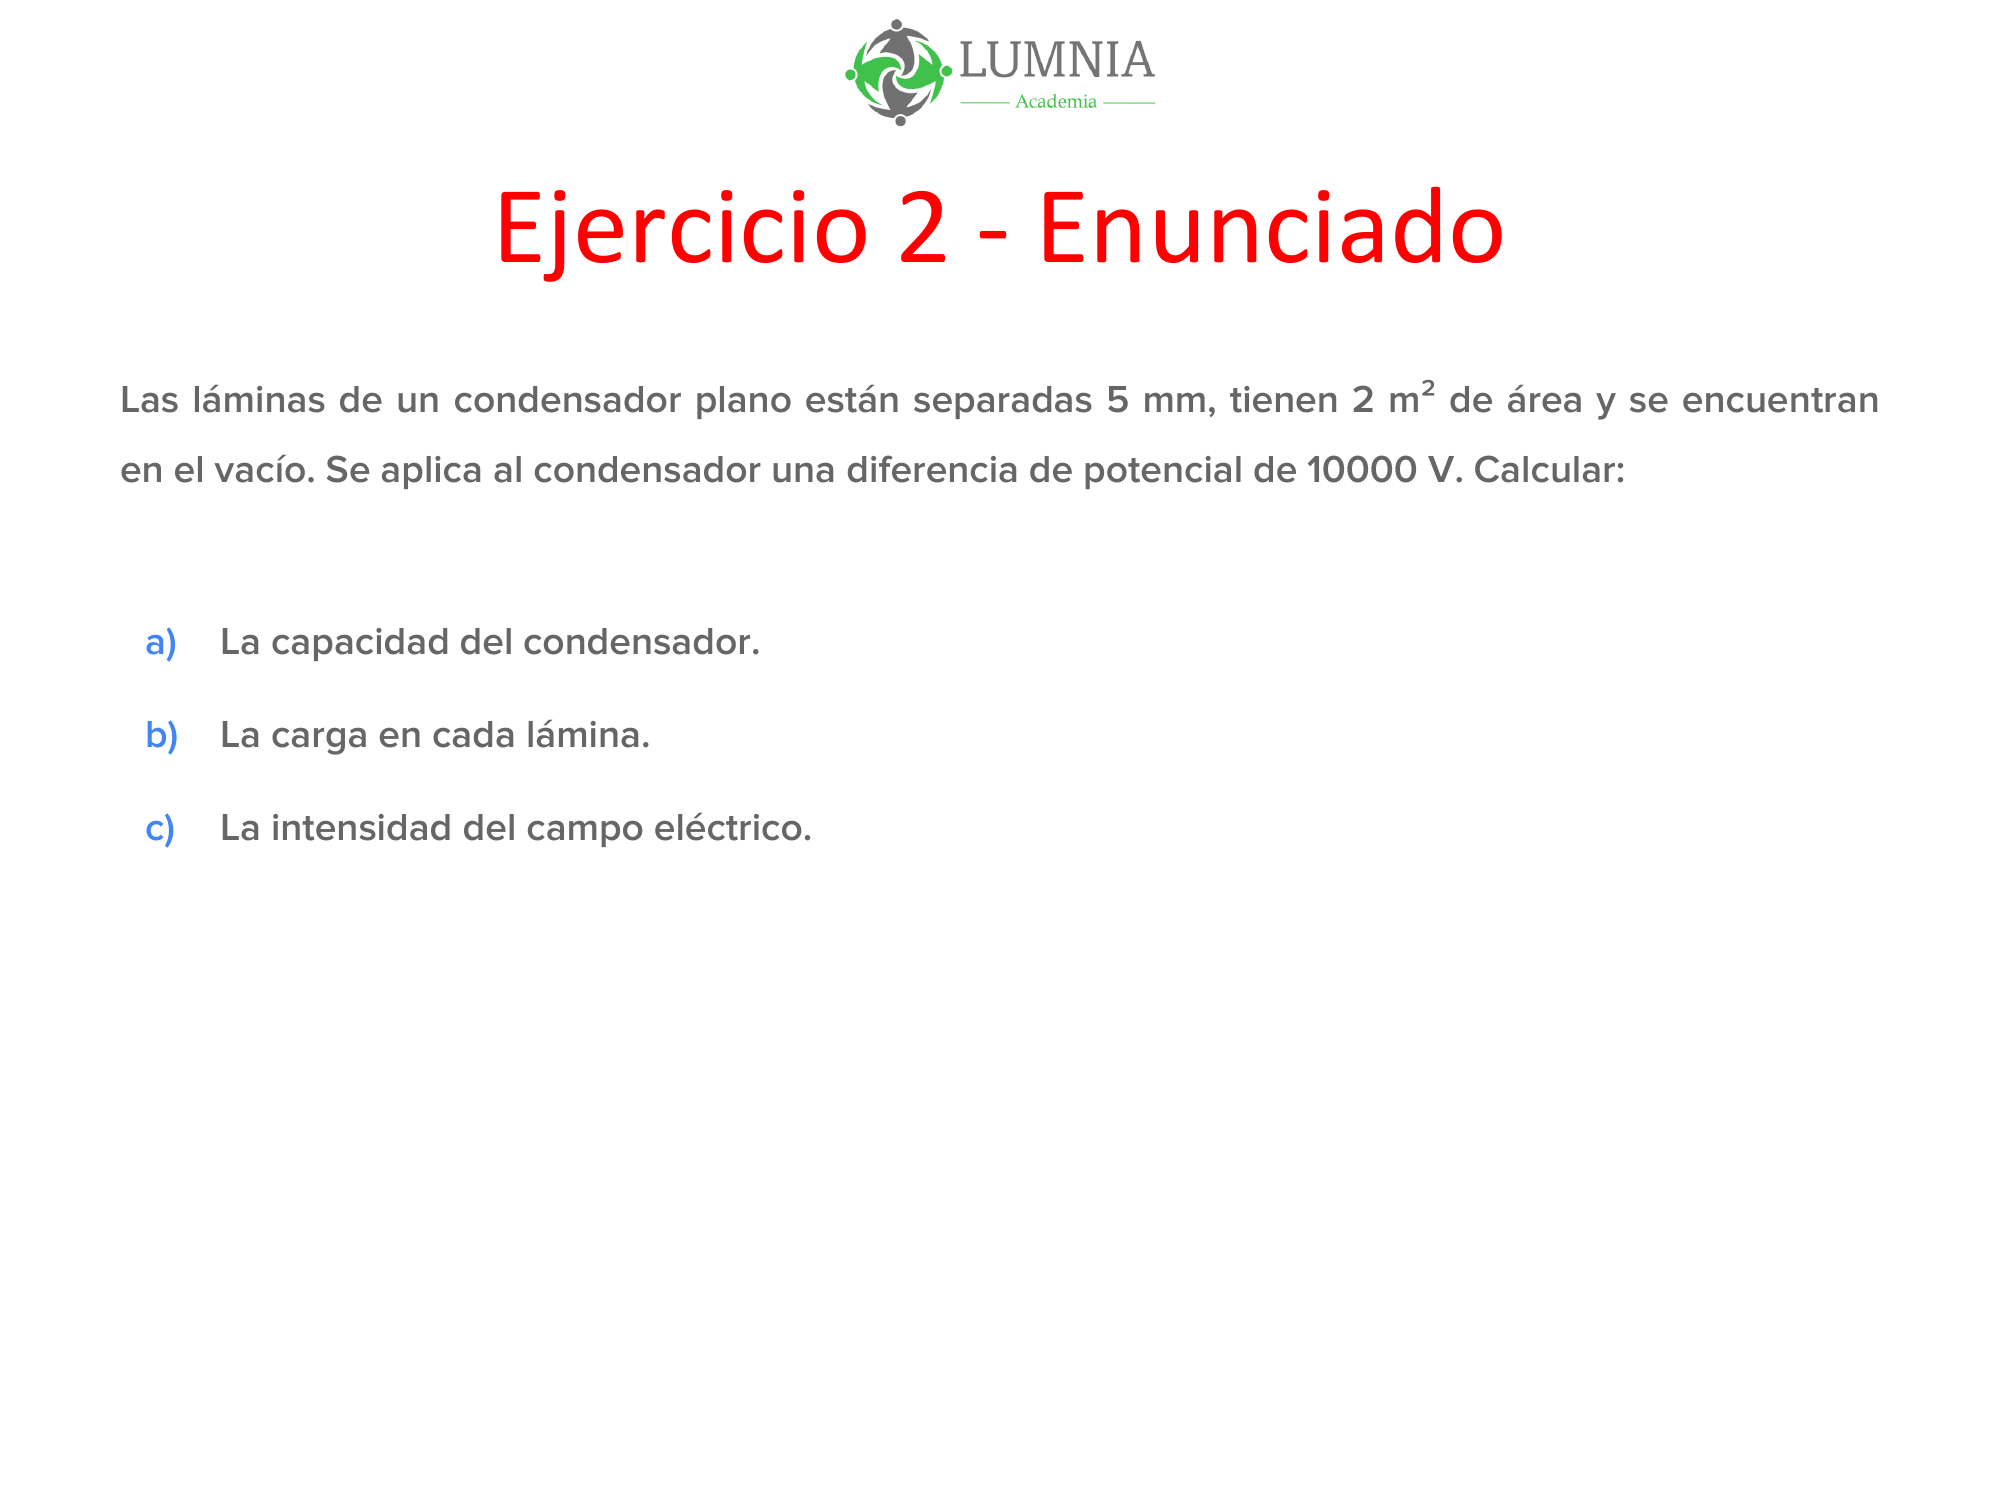 LUMNIA
Academia
Ejercicio 2 - Enunciado
Las láminas de un condensador plano están separadas 5 mm, tienen 2 m² de área y se encuentran
en el vacío. Se aplica al condensador una diferencia de potencial de 10000 V. Calcular:
a) La capacidad del condensador.
b) La carga en cada lámina.
c) La intensidad del campo eléctrico.